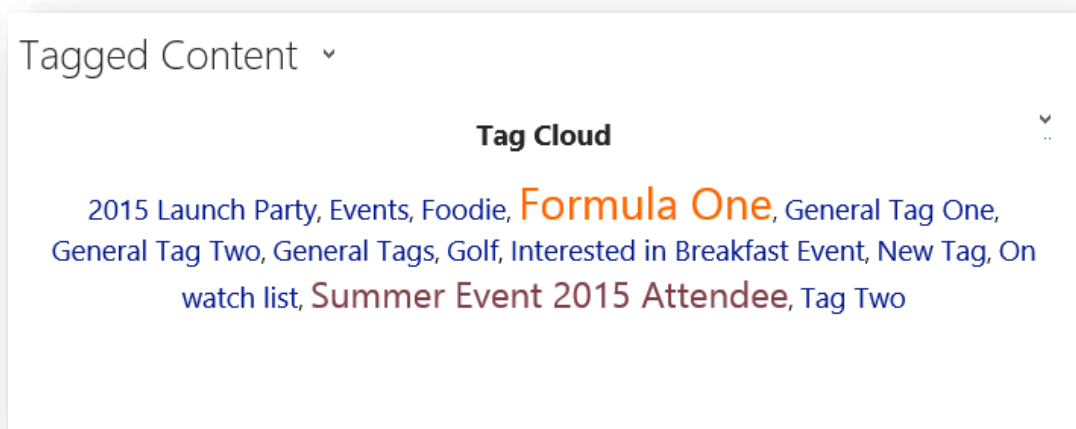 Tagged Content
Tag Cloud
2015 Launch Party, Events, Foodie, Formula One, General Tag One,
General Tag Two, General Tags, Golf, Interested in Breakfast Event, New Tag, On
watch list, Summer Event 2015 Attendee, Tag Two